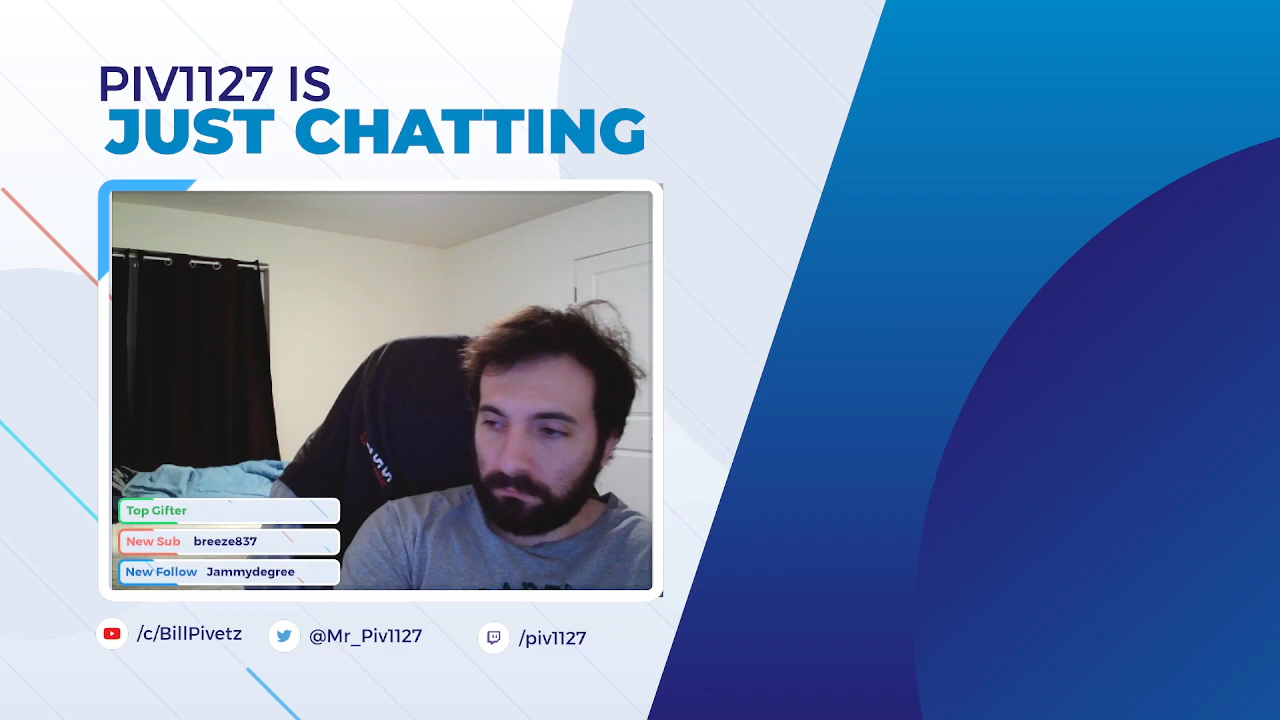 PIV1127 IS
JUST CHATTING
Top Gifter
New Sub breeze837
New Follow Jammydegree
/c/BillPivetz @Mr_Piv1127 /piv1127